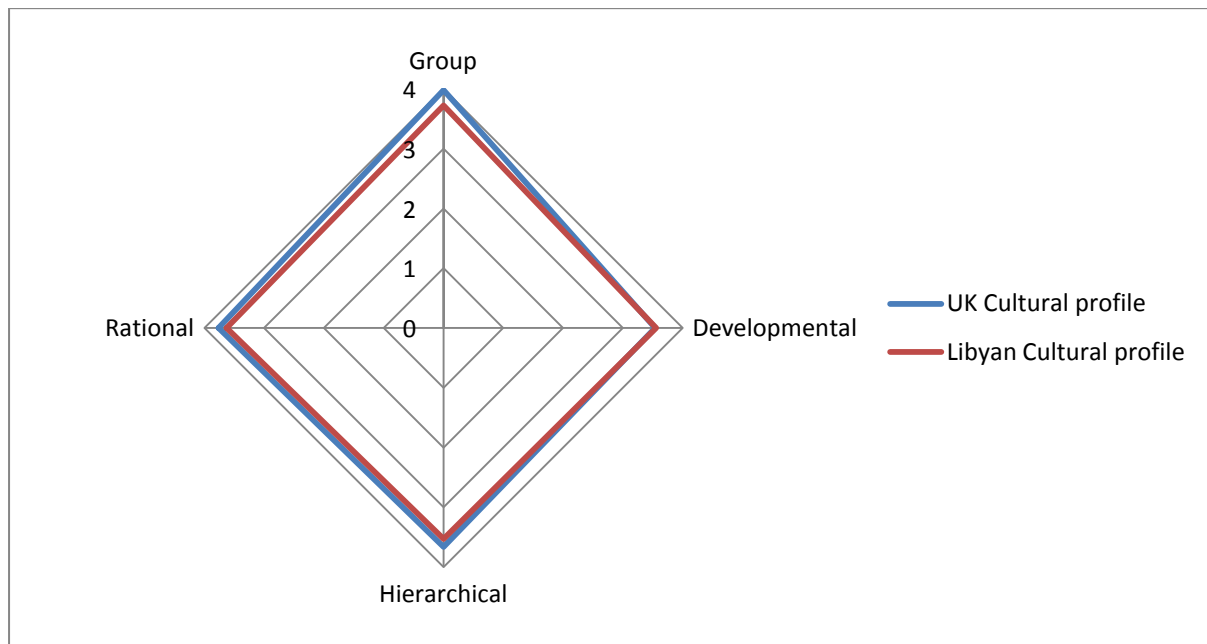 Group
4
3
2
1
0
Rational
Developmental
Hierarchical
UK Cultural profile
Libyan Cultural profile